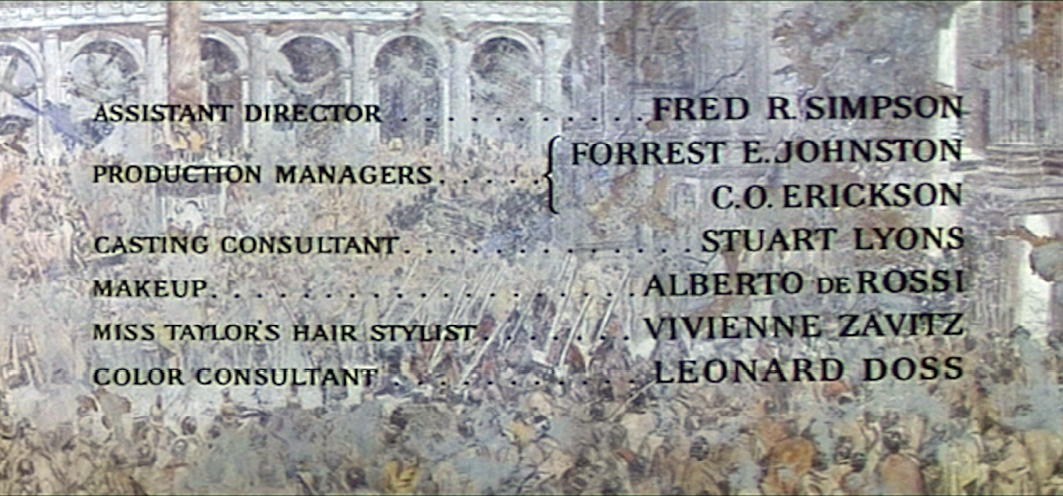 ASSISTANT DIRECTOR . . . . . . . . . . . FRED R. SIMPSON
PRODUCTION MANAGERS . . . . . { FORREST E. JOHNSTON
C.O. ERICKSON
CASTING CONSULTANT . . . . . . . . . . . . . STUART LYONS
MAKEUP . . . . . . . . . . . . . . . . . . . ALBERTO DE ROSSI
MISS TAYLOR'S HAIR STYLIST . . . . . . . VIVIENNE ZAVITZ
COLOR CONSULTANT . . . . . . . . . . . LEONARD DOSS